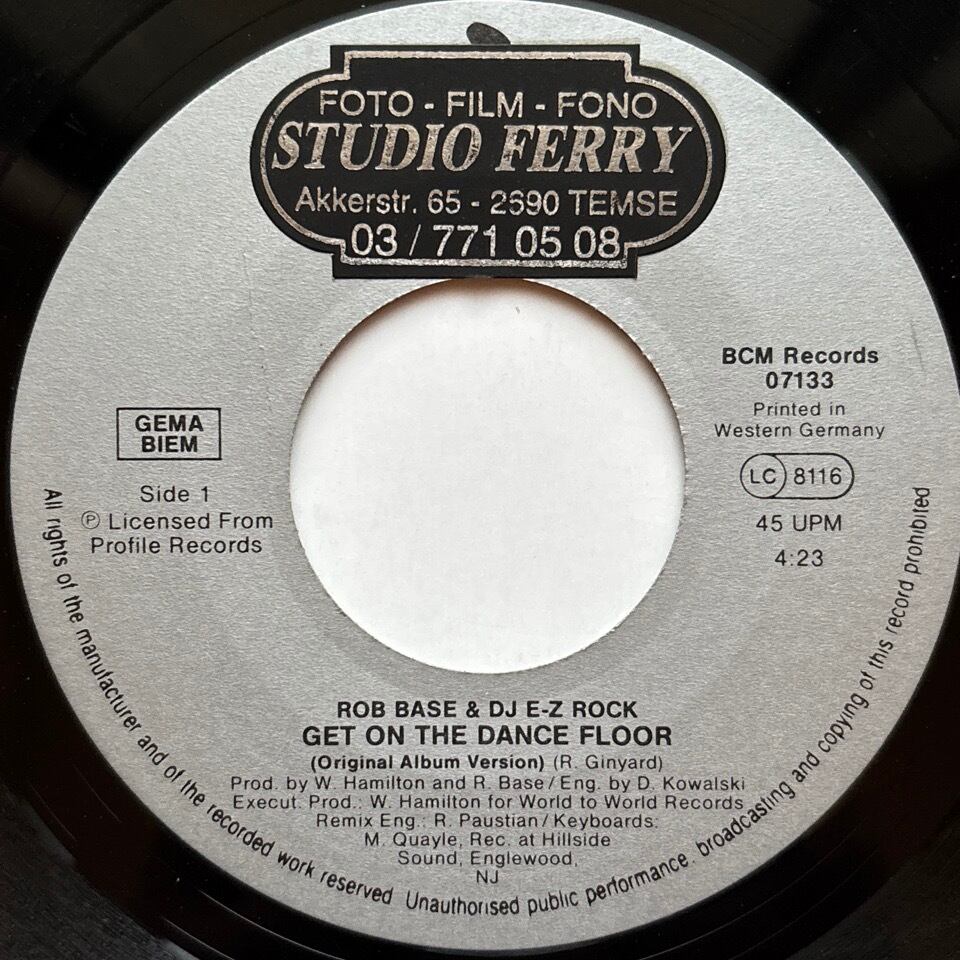 FOTO - FILM - FONO
STUDIO FERRY
Akkerstr. 65 - 2690 TEMSE
03 / 771 05 08
BCM Records
07133
Printed in
Western Germany
LC 8116
45 UPM
4:23
GEMA
BIEM
Side 1
Ⓟ Licensed From
Profile Records
ROB BASE & DJ E-Z ROCK
GET ON THE DANCE FLOOR
(Original Album Version) (R. Ginyard)
Prod. by W. Hamilton and R. Base / Eng. by D. Kowalski
Execut. Prod.: W. Hamilton for World to World Records
Remix Eng.: R. Paustian / Keyboards:
M. Quayle, Rec. at Hillside
Sound, Englewood,
NJ
All rights of the manufacturer and of the recorded work reserved Unauthorised public performance. broadcasting and copying of this record prohibited